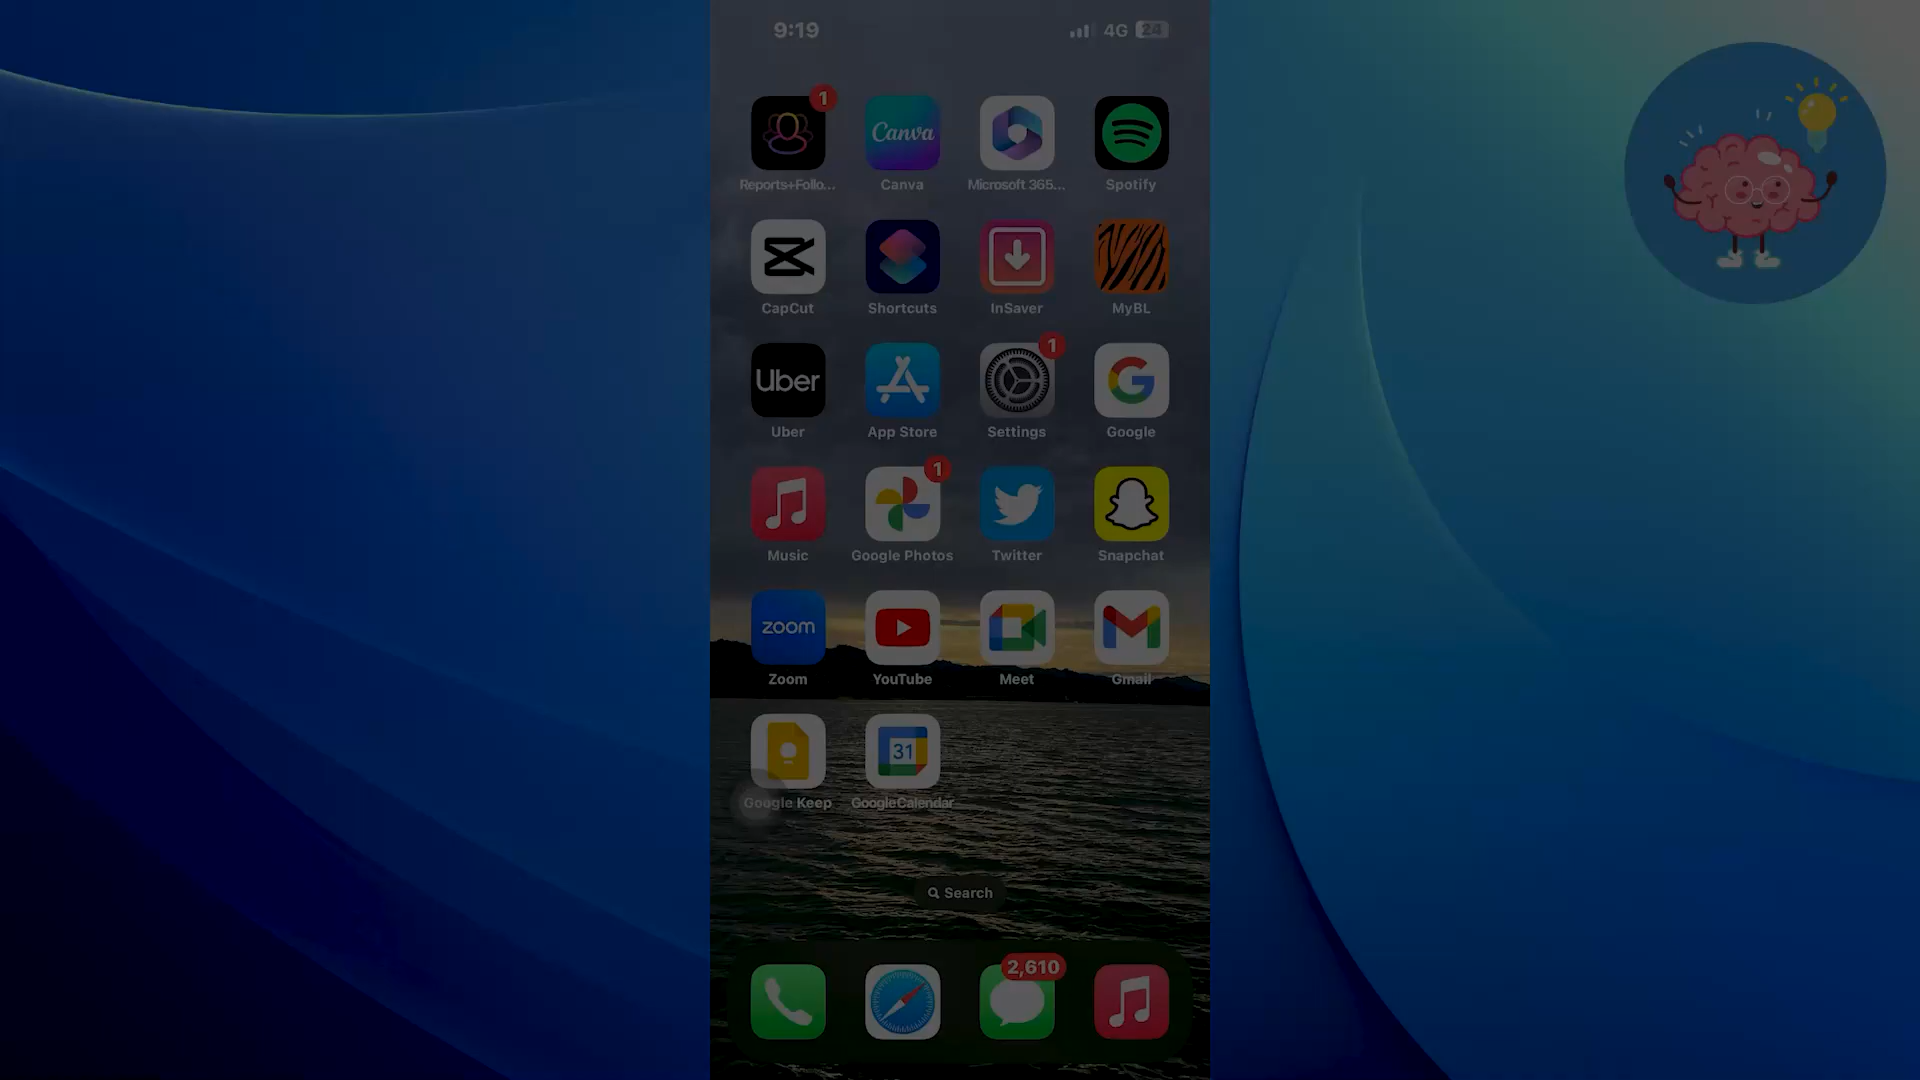 9:19 4G 24
1
Canva
Reports+Follo... Canva Microsoft 365... Spotify
CapCut Shortcuts InSaver MyBL
1
Uber
Uber App Store Settings Google
1
Music Google Photos Twitter Snapchat
zoom
Zoom YouTube Meet Gmail
31
Google Keep GoogleCalendar
Search
2,610